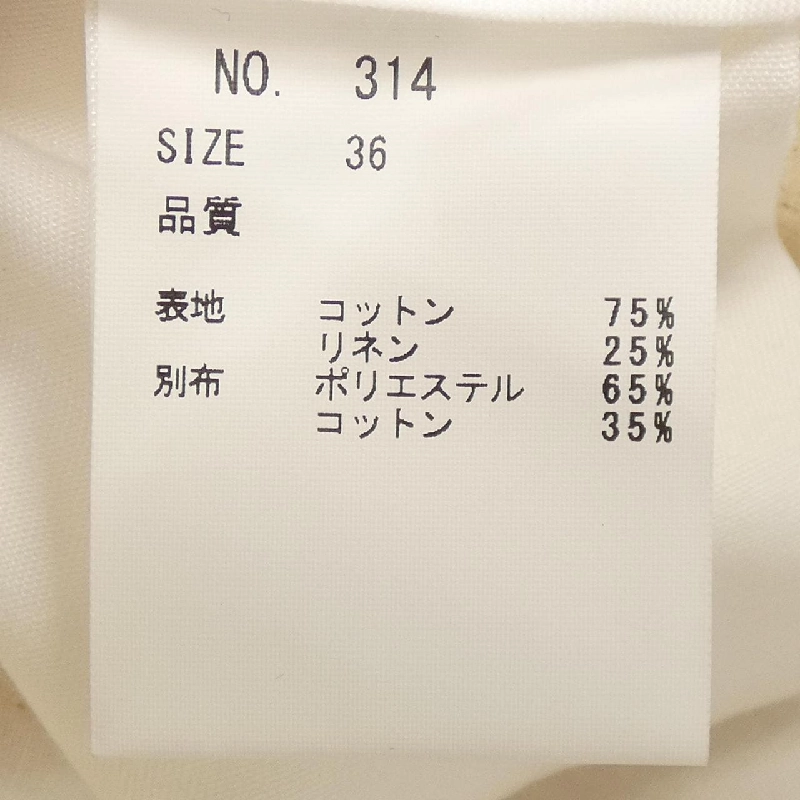 NO. 314
SIZE 36
品質
表地 コットン 75%
リネン 25%
別布 ポリエステル 65%
コットン 35%